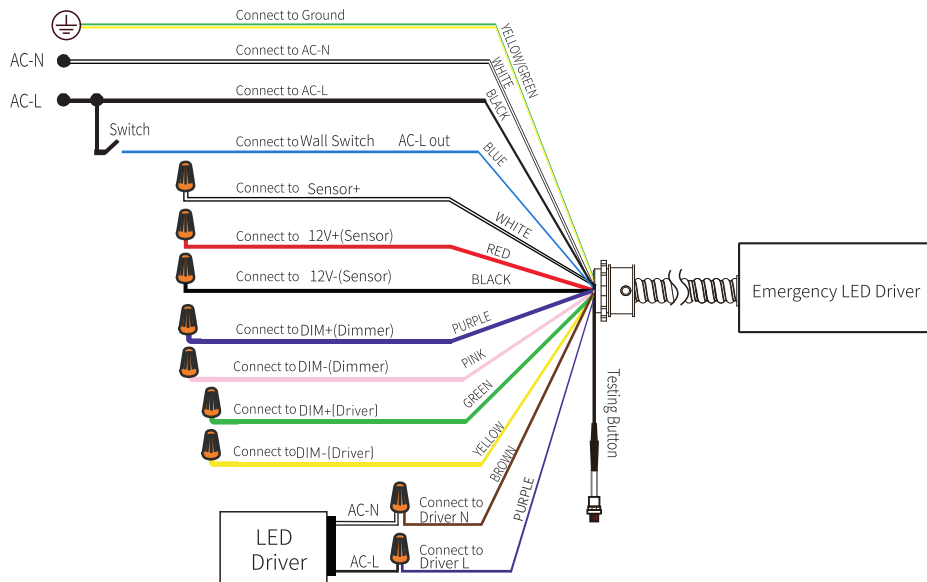 Connect to Ground
YELLOW/GREEN
AC-N
Connect to AC-N
WHITE
AC-L
Connect to AC-L
BLACK
Switch
Connect to Wall Switch AC-L out
BLUE
Connect to Sensor+
WHITE
Connect to 12V+(Sensor)
RED
Connect to 12V-(Sensor)
BLACK
Emergency LED Driver
Connect to DIM+(Dimmer)
PURPLE
Connect to DIM-(Dimmer)
PINK
Connect to DIM+(Driver)
GREEN
Connect to DIM-(Driver)
YELLOW
BROWN
PURPLE
Testing Button
AC-N
Connect to
Driver N
LED
Driver
AC-L
Connect to
Driver L